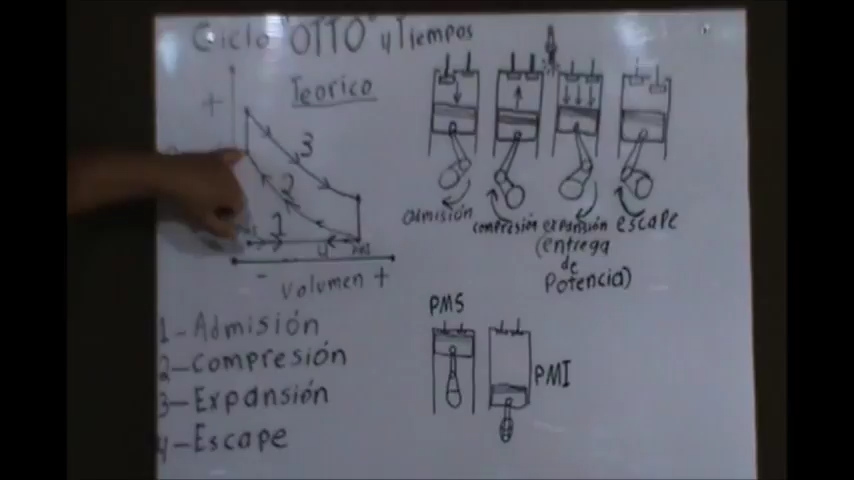 Ciclo "OTTO" y Tiempos
Teorico
+
3
2
1
4
- +
volumen
admisión
compresión
expansión
(entrega
de
Potencia)
escape
1-Admisión
2-compresión
3-Expansión
4-Escape
PMS
PMI